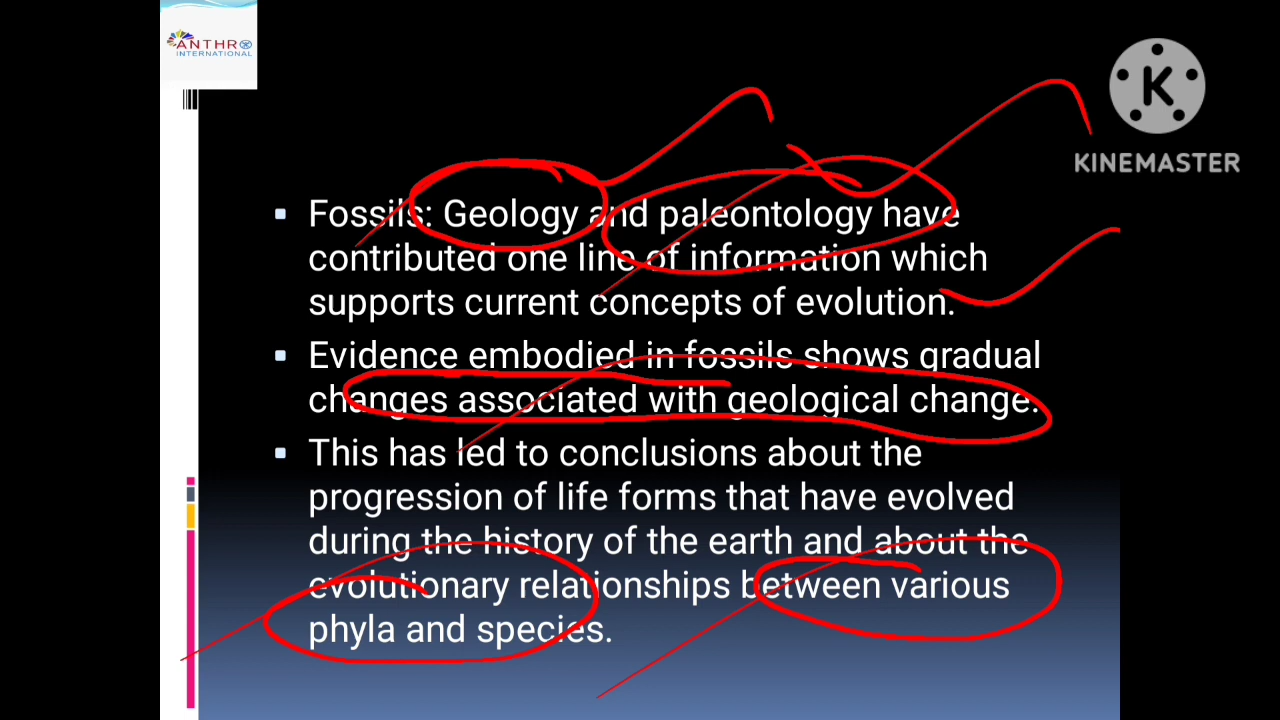 ANTHRO
INTERNATIONAL
KINEMASTER
Fossils: Geology and paleontology have
contributed one line of information which
supports current concepts of evolution.
Evidence embodied in fossils shows gradual
changes associated with geological change.
This has led to conclusions about the
progression of life forms that have evolved
during the history of the earth and about the
evolutionary relationships between various
phyla and species.